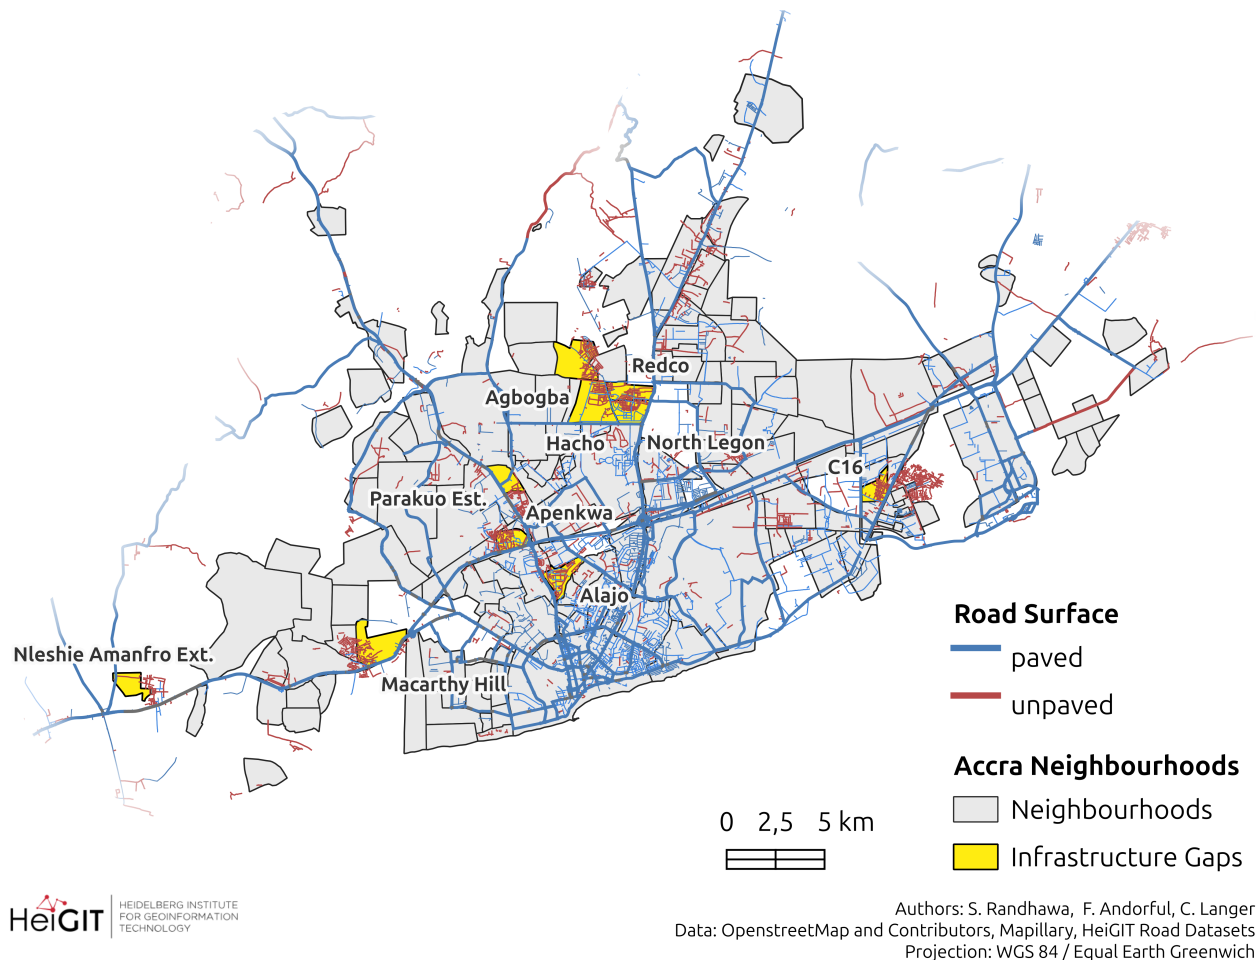 Redco
Agbogba
Hacho
North Legon
C16
Parakuo Est.
Apenkwa
Alajo
Nleshie Amanfro Ext.
Macarthy Hill
Road Surface
paved
unpaved
Accra Neighbourhoods
Neighbourhoods
Infrastructure Gaps
0 2,5 5 km
HeiGIT
HEIDELBERG INSTITUTE
FOR GEOINFORMATION
TECHNOLOGY
Authors: S. Randhawa, F. Andorful, C. Langer
Data: OpenstreetMap and Contributors, Mapillary, HeiGIT Road Datasets
Projection: WGS 84 / Equal Earth Greenwich